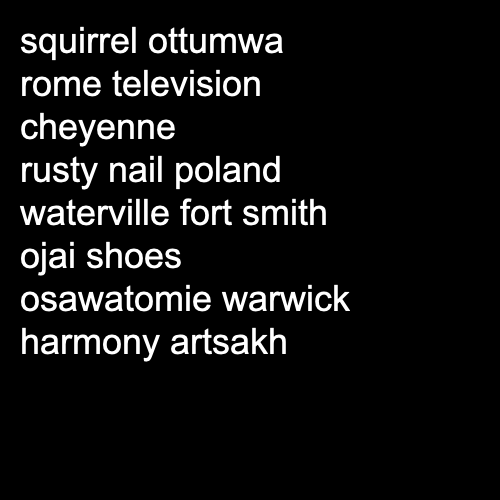 squirrel ottumwa
rome television
cheyenne
rusty nail poland
waterville fort smith
ojai shoes
osawatomie warwick
harmony artsakh